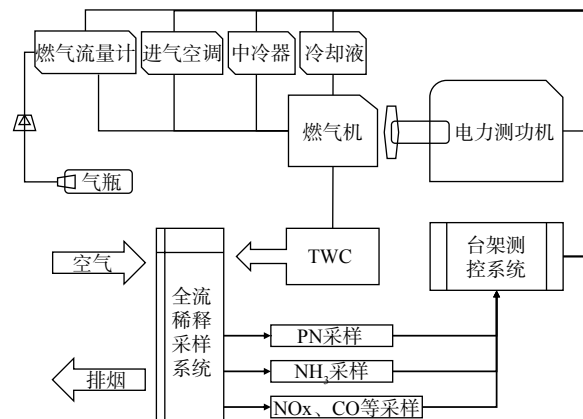 燃气流量计
进气空调
中冷器
冷却液
燃气机
电力测功机
气瓶
空气
全流
稀释
采样
系统
TWC
台架测
控系统
PN采样
NH₃采样
排烟
NOx、CO等采样